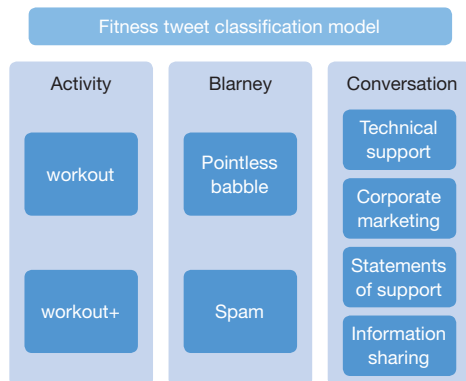 Fitness tweet classification model
Activity
workout
workout+
Blarney
Pointless
babble
Spam
Conversation
Technical
support
Corporate
marketing
Statements
of support
Information
sharing